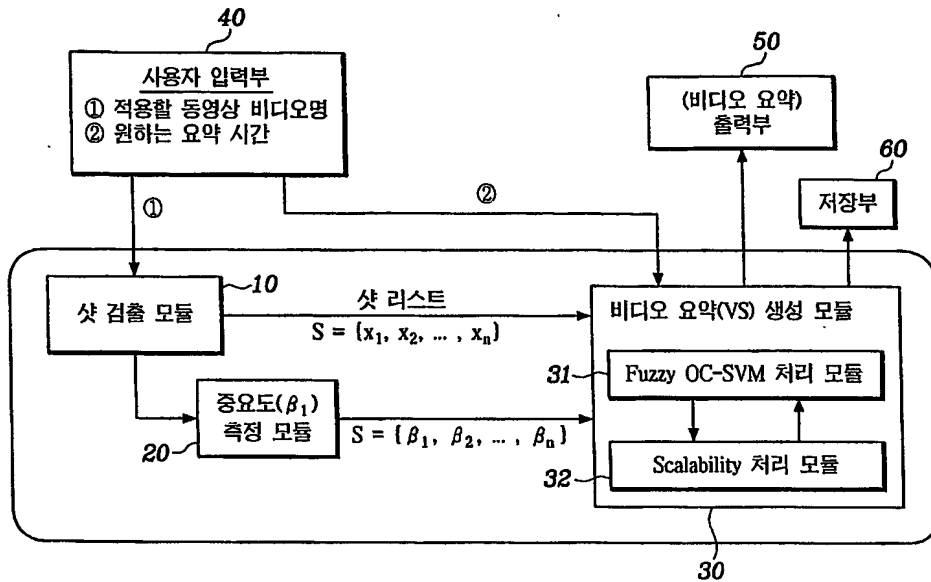 40
사용자 입력부
① 적용할 동영상 비디오명
② 원하는 요약 시간
50
(비디오 요약)
출력부
60
저장부
①
②
10
샷 검출 모듈
샷 리스트
S = {x₁, x₂, ... , xₙ}
중요도(β₁)
측정 모듈
20
S = { β₁, β₂, ... , βₙ}
비디오 요약(VS) 생성 모듈
31
Fuzzy OC-SVM 처리 모듈
32
Scalability 처리 모듈
30